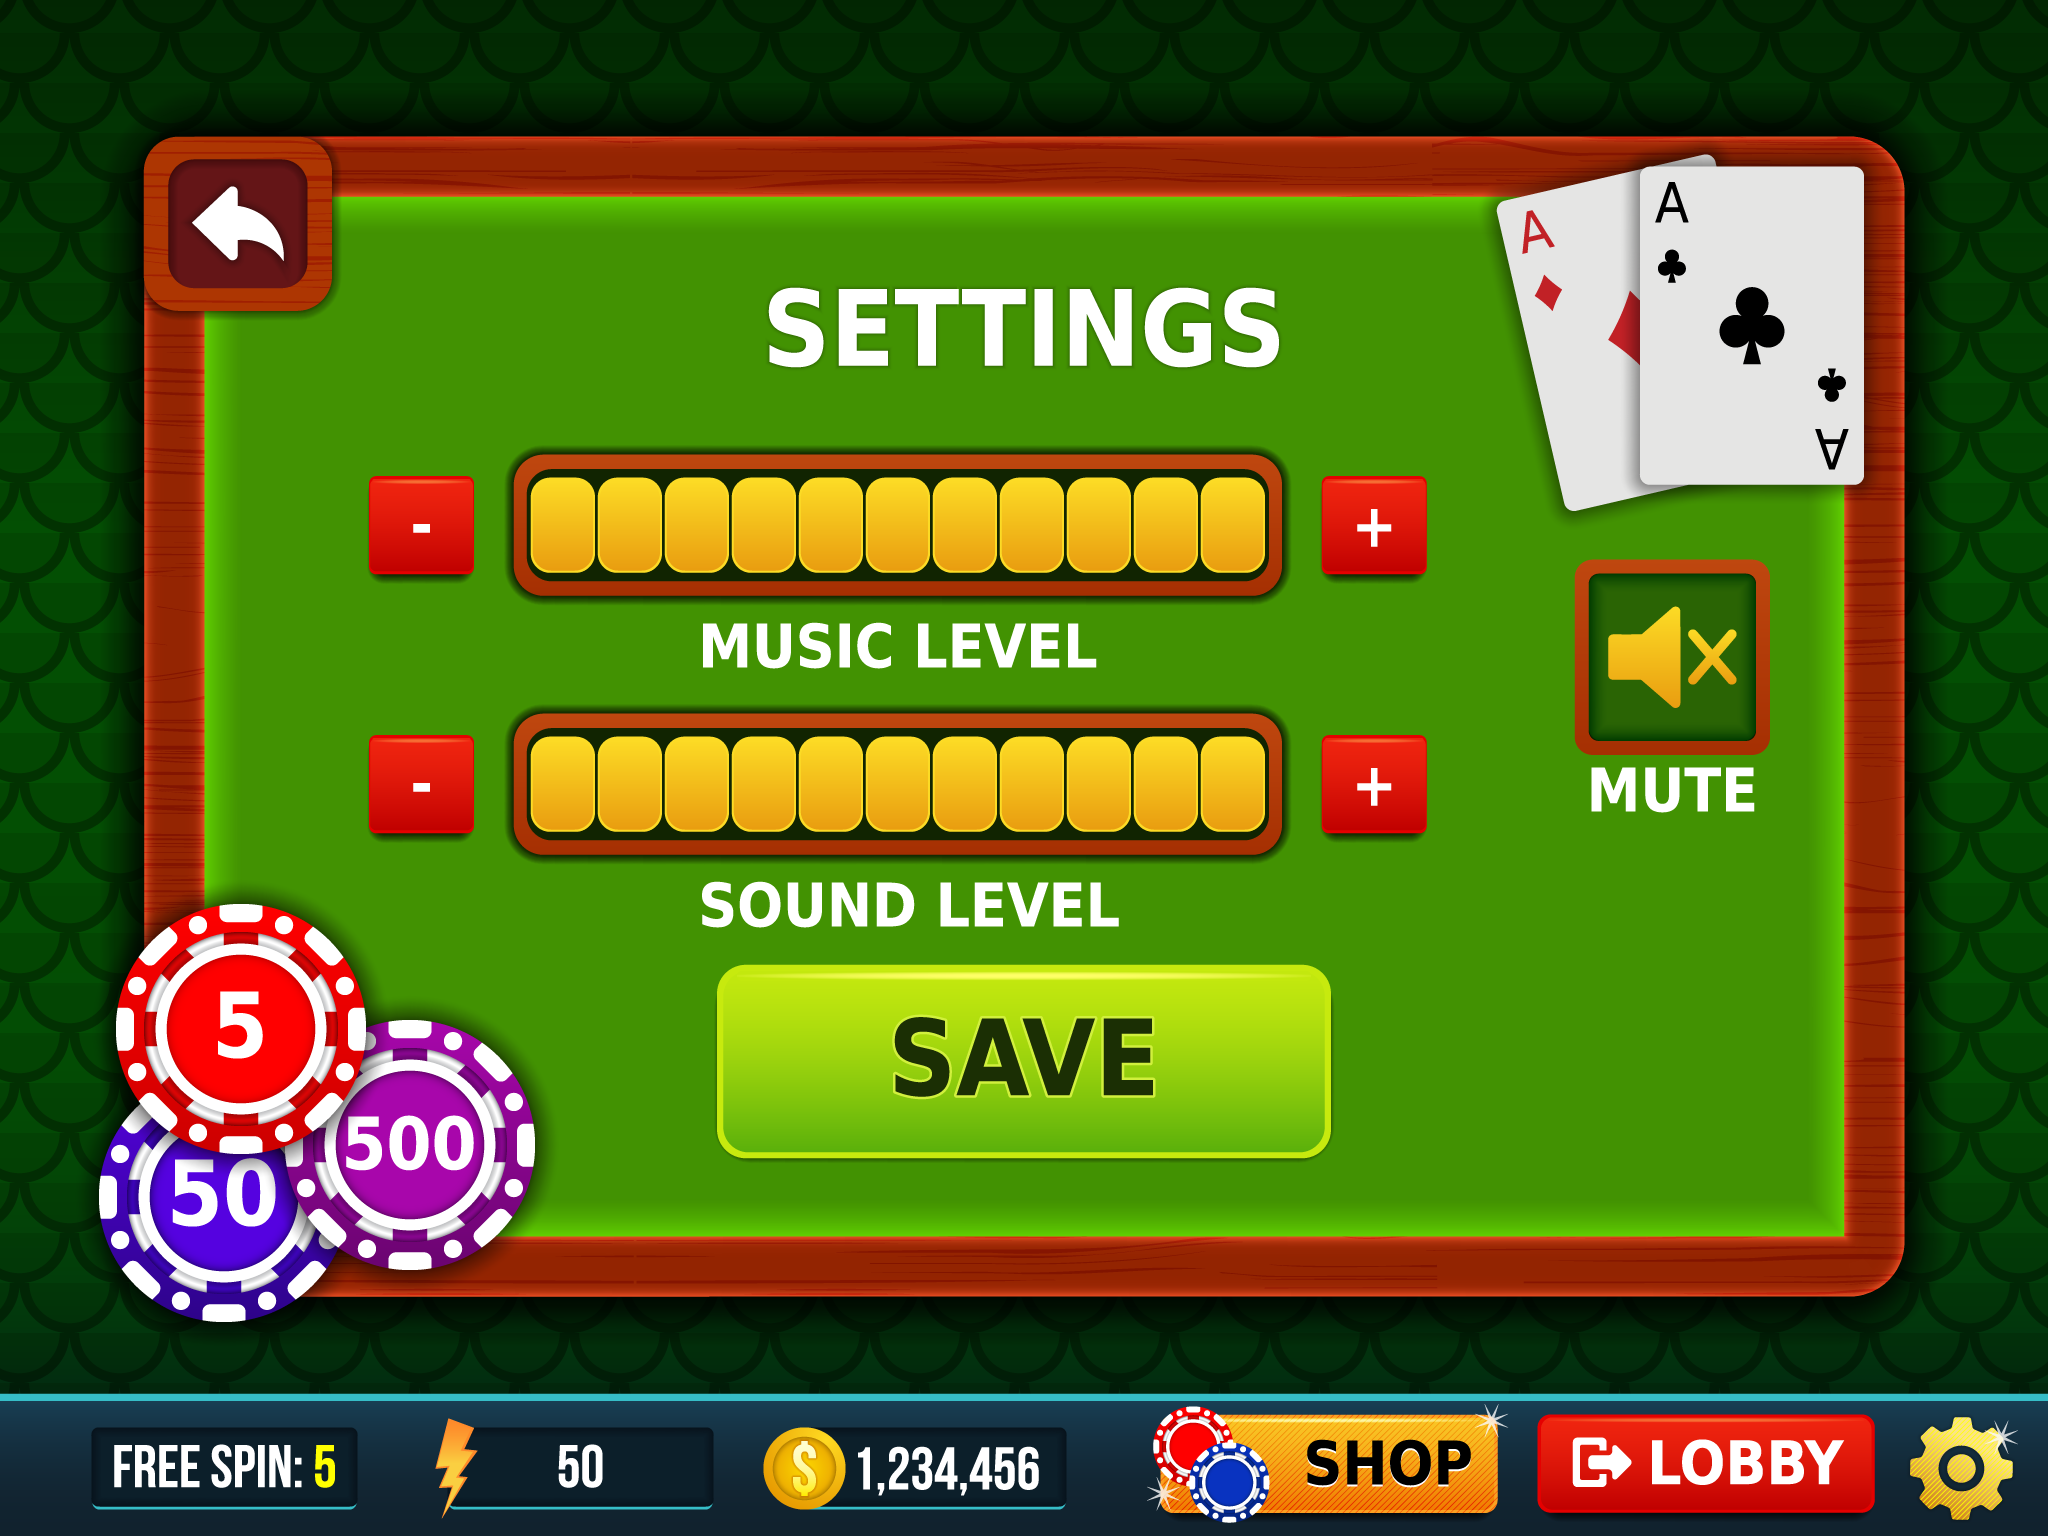 SETTINGS
A
A
A
- +
MUSIC LEVEL
- +
SOUND LEVEL
MUTE
SAVE
5
500
50
FREE SPIN: 5
50
$ 1,234,456
SHOP
LOBBY